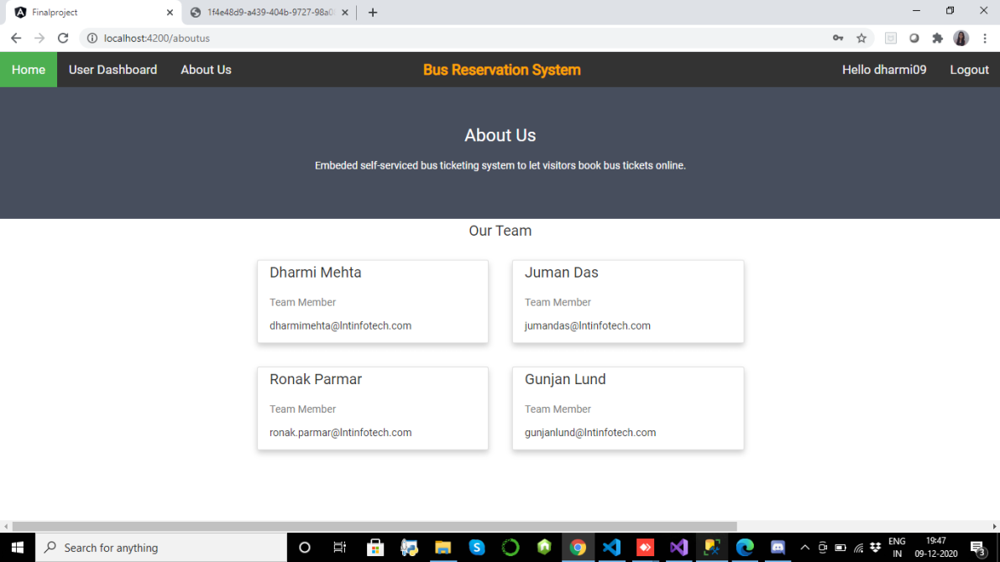 Finalproject
1f4e48d9-a439-404b-9727-98a0
localhost:4200/aboutus
Home User Dashboard About Us Bus Reservation System Hello dharmi09 Logout
About Us
Embeded self-serviced bus ticketing system to let visitors book bus tickets online.
Our Team
Dharmi Mehta
Team Member
dharmimehta@lntinfotech.com
Juman Das
Team Member
jumandas@lntinfotech.com
Ronak Parmar
Team Member
ronak.parmar@lntinfotech.com
Gunjan Lund
Team Member
gunjanlund@lntinfotech.com
Search for anything
ENG
IN
19:47
09-12-2020
3